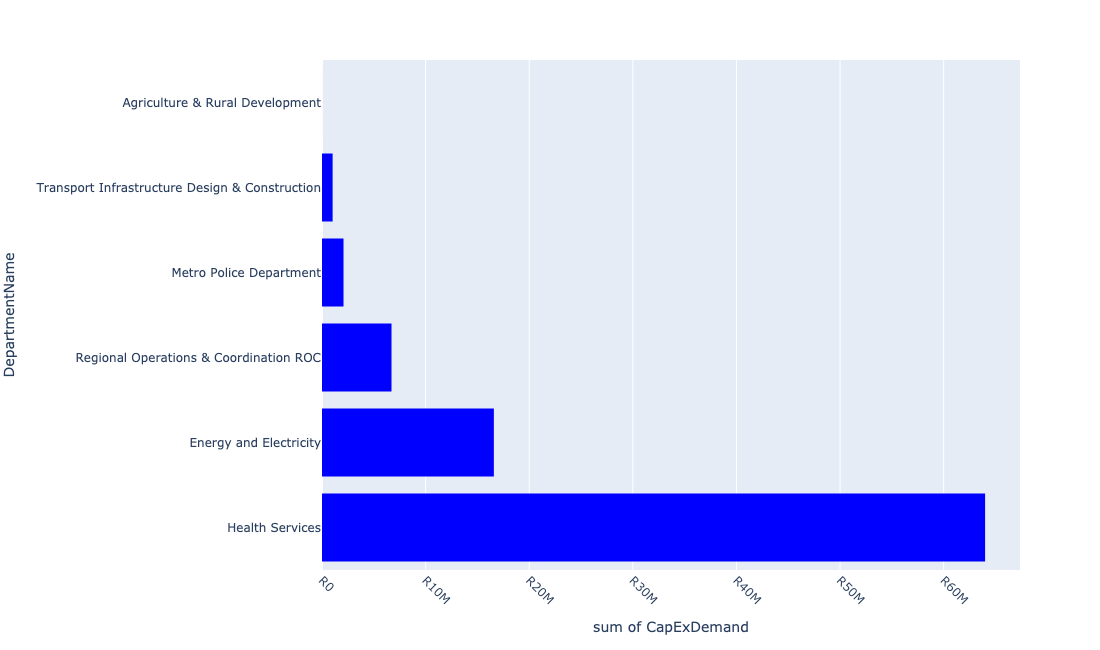 Agriculture & Rural Development
Transport Infrastructure Design & Construction
Metro Police Department
Regional Operations & Coordination ROC
Energy and Electricity
Health Services
DepartmentName
R0
R10M
R20M
R30M
R40M
R50M
R60M
sum of CapExDemand